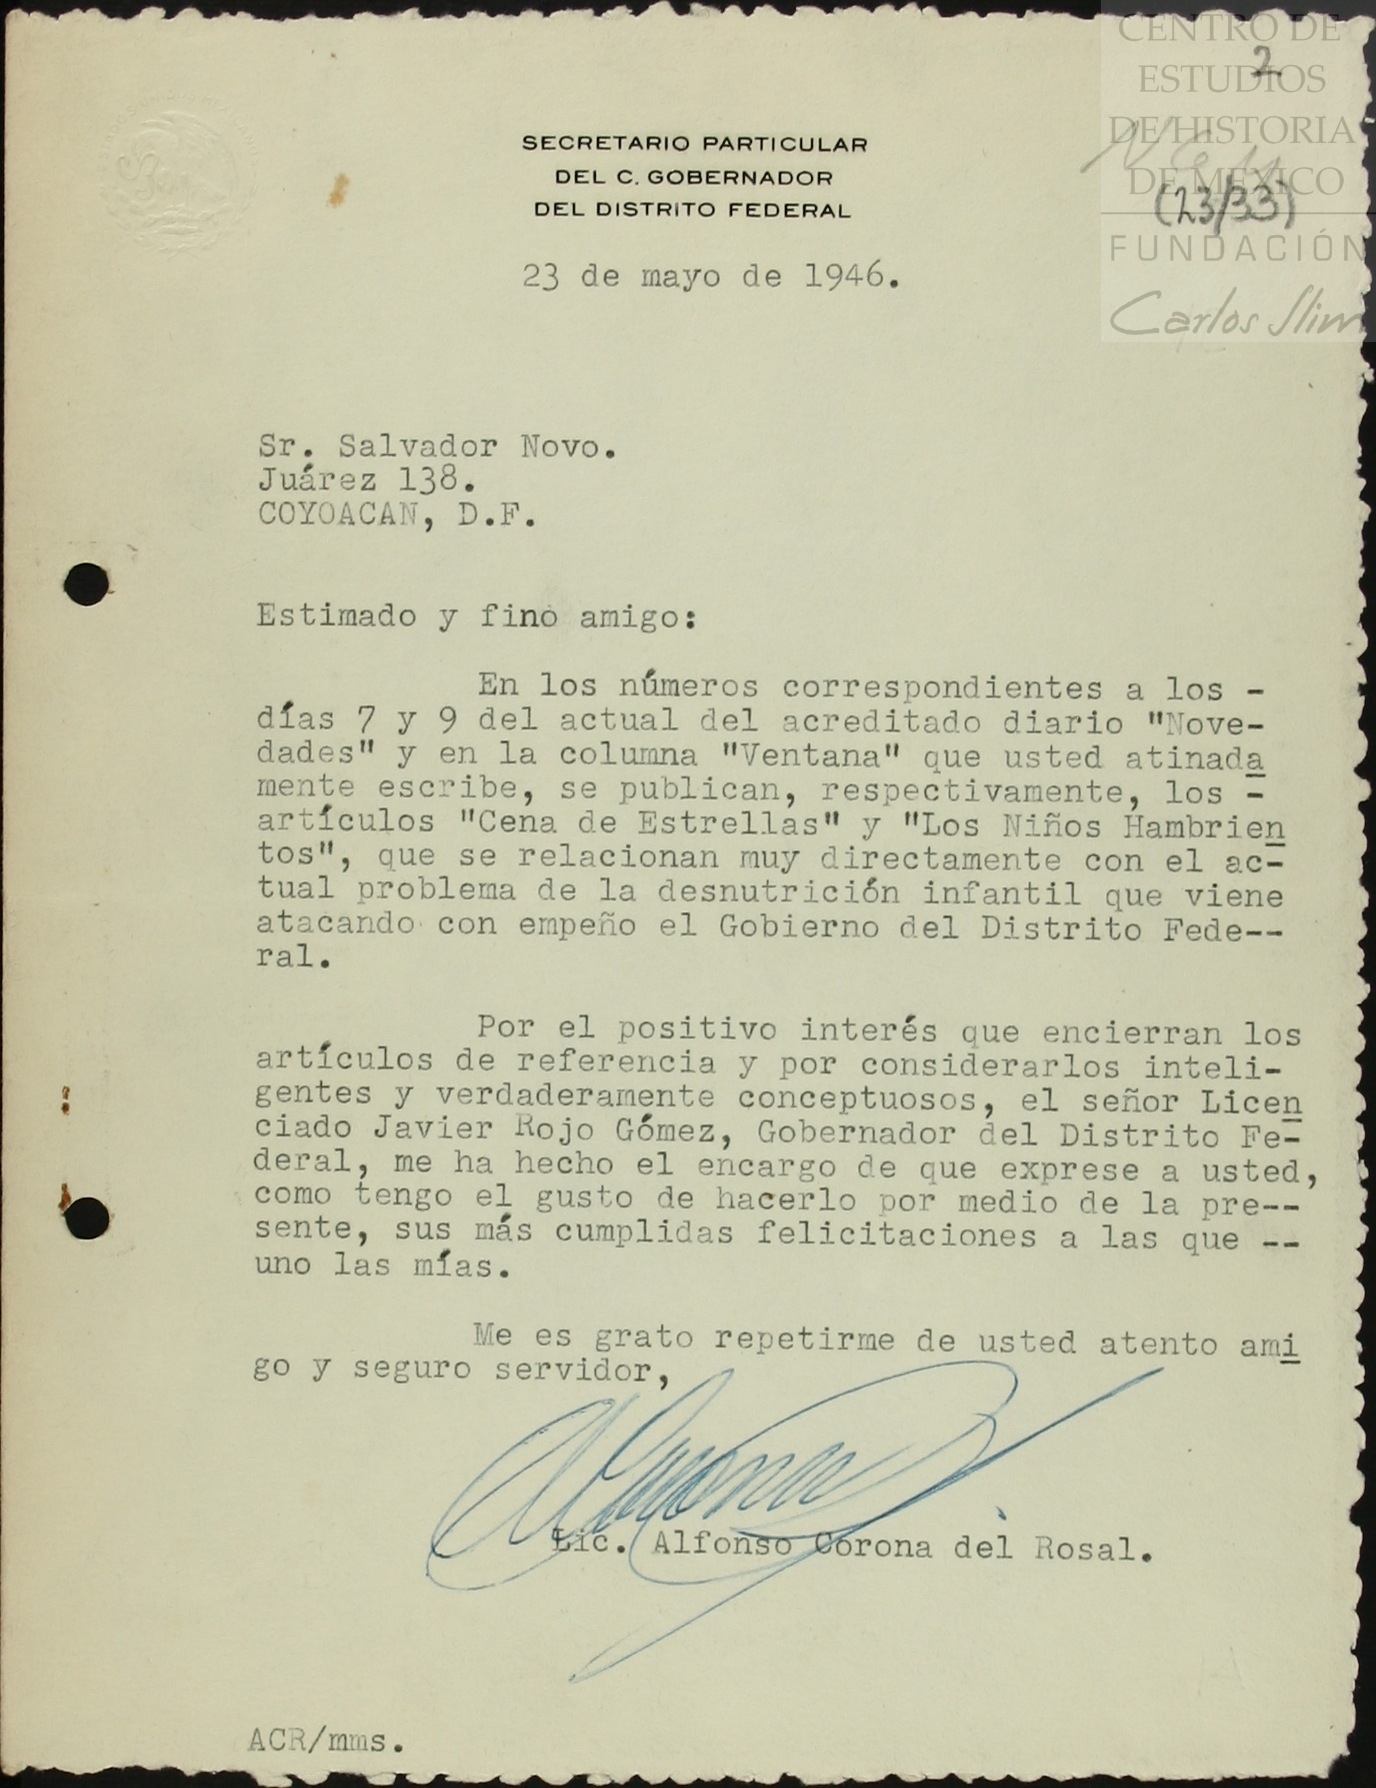 CENTRO DE
ESTUDIOS
DE HISTORIA
DE MÉXICO
FUNDACIÓN
Carlos Slim
2
(23/33)
SECRETARIO PARTICULAR
DEL C. GOBERNADOR
DEL DISTRITO FEDERAL
23 de mayo de 1946.
Sr. Salvador Novo.
Juárez 138.
COYOACAN, D.F.
Estimado y fino amigo:
En los números correspondientes a los -
días 7 y 9 del actual del acreditado diario "Nove-
dades" y en la columna "Ventana" que usted atinada
mente escribe, se publican, respectivamente, los -
artículos "Cena de Estrellas" y "Los Niños Hambrien
tos", que se relacionan muy directamente con el ac-
tual problema de la desnutrición infantil que viene
atacando con empeño el Gobierno del Distrito Fede--
ral.
Por el positivo interés que encierran los
artículos de referencia y por considerarlos inteli-
gentes y verdaderamente conceptuosos, el señor Licen
ciado Javier Rojo Gómez, Gobernador del Distrito Fe-
deral, me ha hecho el encargo de que exprese a usted,
como tengo el gusto de hacerlo por medio de la pre--
sente, sus más cumplidas felicitaciones a las que --
uno las mías.
Me es grato repetirme de usted atento ami
go y seguro servidor,
Lic. Alfonso Corona del Rosal.
ACR/mms.